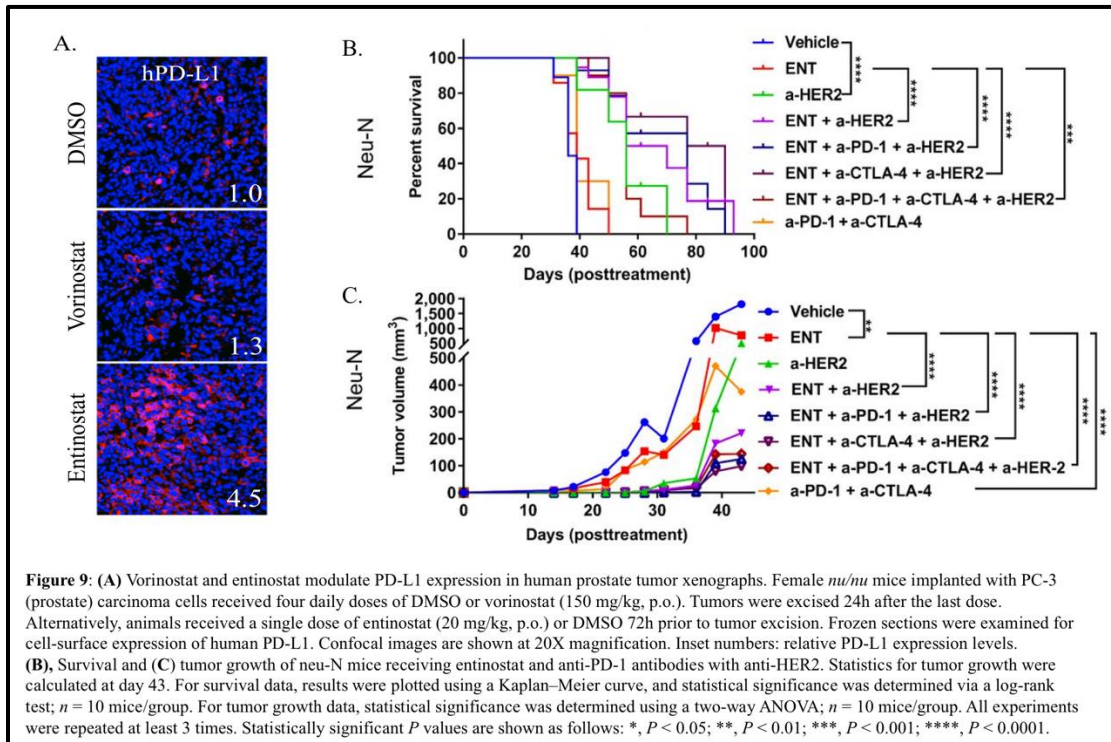 A.
hPD-L1
DMSO
1.0
Vorinostat
1.3
Entinostat
4.5
B.
Neu-N
Percent survival
100
80
60
40
20
0
0 20 40 60 80 100
Days (posttreatment)
Vehicle
ENT
a-HER2
ENT + a-HER2
ENT + a-PD-1 + a-HER2
ENT + a-CTLA-4 + a-HER2
ENT + a-PD-1 + a-CTLA-4 + a-HER2
a-PD-1 + a-CTLA-4
****
****
****
****
***
C.
Neu-N
Tumor volume (mm3)
2,000
1,500
1,000
500
500
400
300
200
100
0
0 20 30 40
Days (posttreatment)
Vehicle
ENT
a-HER2
ENT + a-HER2
ENT + a-PD-1 + a-HER2
ENT + a-CTLA-4 + a-HER2
ENT + a-PD-1 + a-CTLA-4 + a-HER-2
a-PD-1 + a-CTLA-4
**
****
****
****
****
****
Figure 9: (A) Vorinostat and entinostat modulate PD-L1 expression in human prostate tumor xenographs. Female nu/nu mice implanted with PC-3
(prostate) carcinoma cells received four daily doses of DMSO or vorinostat (150 mg/kg, p.o.). Tumors were excised 24h after the last dose.
Alternatively, animals received a single dose of entinostat (20 mg/kg, p.o.) or DMSO 72h prior to tumor excision. Frozen sections were examined for
cell-surface expression of human PD-L1. Confocal images are shown at 20X magnification. Inset numbers: relative PD-L1 expression levels.
(B), Survival and (C) tumor growth of neu-N mice receiving entinostat and anti-PD-1 antibodies with anti-HER2. Statistics for tumor growth were
calculated at day 43. For survival data, results were plotted using a Kaplan–Meier curve, and statistical significance was determined via a log-rank
test; n = 10 mice/group. For tumor growth data, statistical significance was determined using a two-way ANOVA; n = 10 mice/group. All experiments
were repeated at least 3 times. Statistically significant P values are shown as follows: *, P < 0.05; **, P < 0.01; ***, P < 0.001; ****, P < 0.0001.